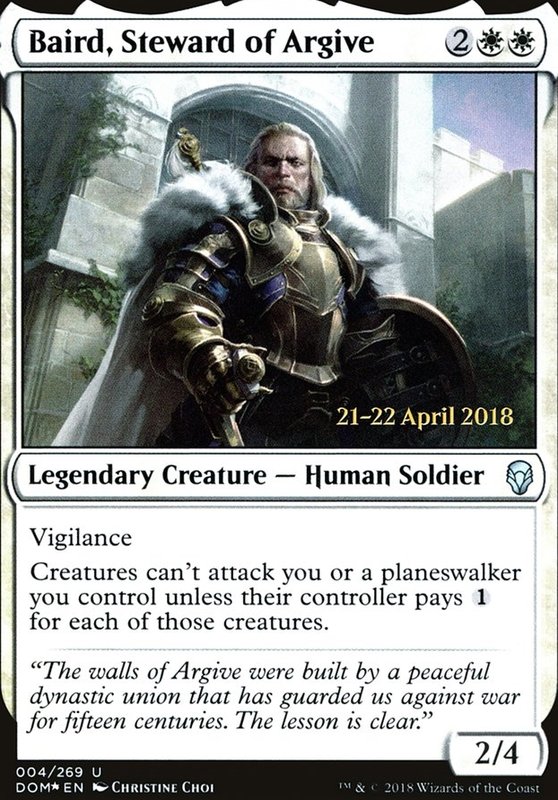 Baird, Steward of Argive 2
21–22 April 2018
Legendary Creature — Human Soldier
Vigilance
Creatures can't attack you or a planeswalker
you control unless their controller pays 1
for each of those creatures.
“The walls of Argive were built by a peaceful
dynastic union that has guarded us against war
for fifteen centuries. The lesson is clear.”
2/4
004/269 U
DOM★EN Christine Choi
™ & © 2018 Wizards of the Coast